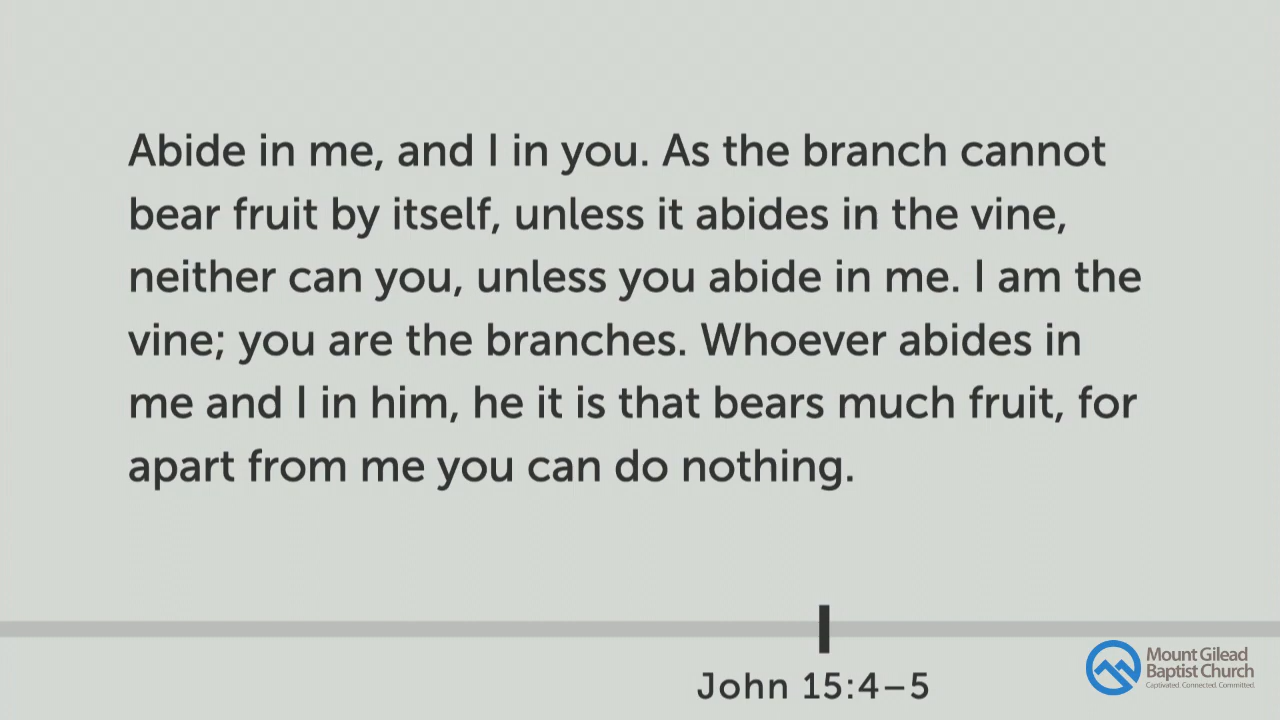 Abide in me, and I in you. As the branch cannot
bear fruit by itself, unless it abides in the vine,
neither can you, unless you abide in me. I am the
vine; you are the branches. Whoever abides in
me and I in him, he it is that bears much fruit, for
apart from me you can do nothing.
John 15:4–5
Mount Gilead
Baptist Church
Captivated. Connected. Committed.